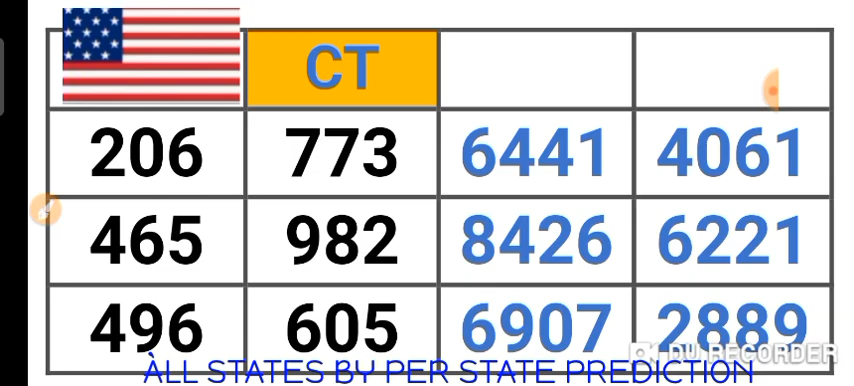 CT
206 773 6441 4061
465 982 8426 6221
496 605 6907 2889
DU RECORDER
ÀLL STATES BY PER STATE PREDICTION